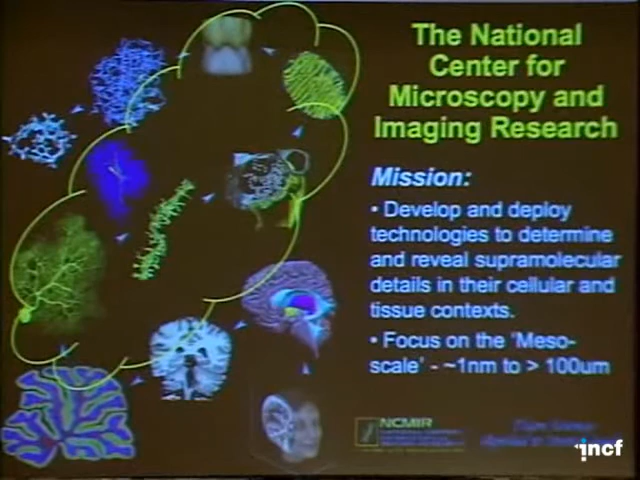 The National
Center for
Microscopy and
Imaging Research
Mission:
• Develop and deploy
technologies to determine
and reveal supramolecular
details in their cellular and
tissue contexts.
• Focus on the 'Meso-
scale' - ~1nm to > 100um
NCMIR
incf